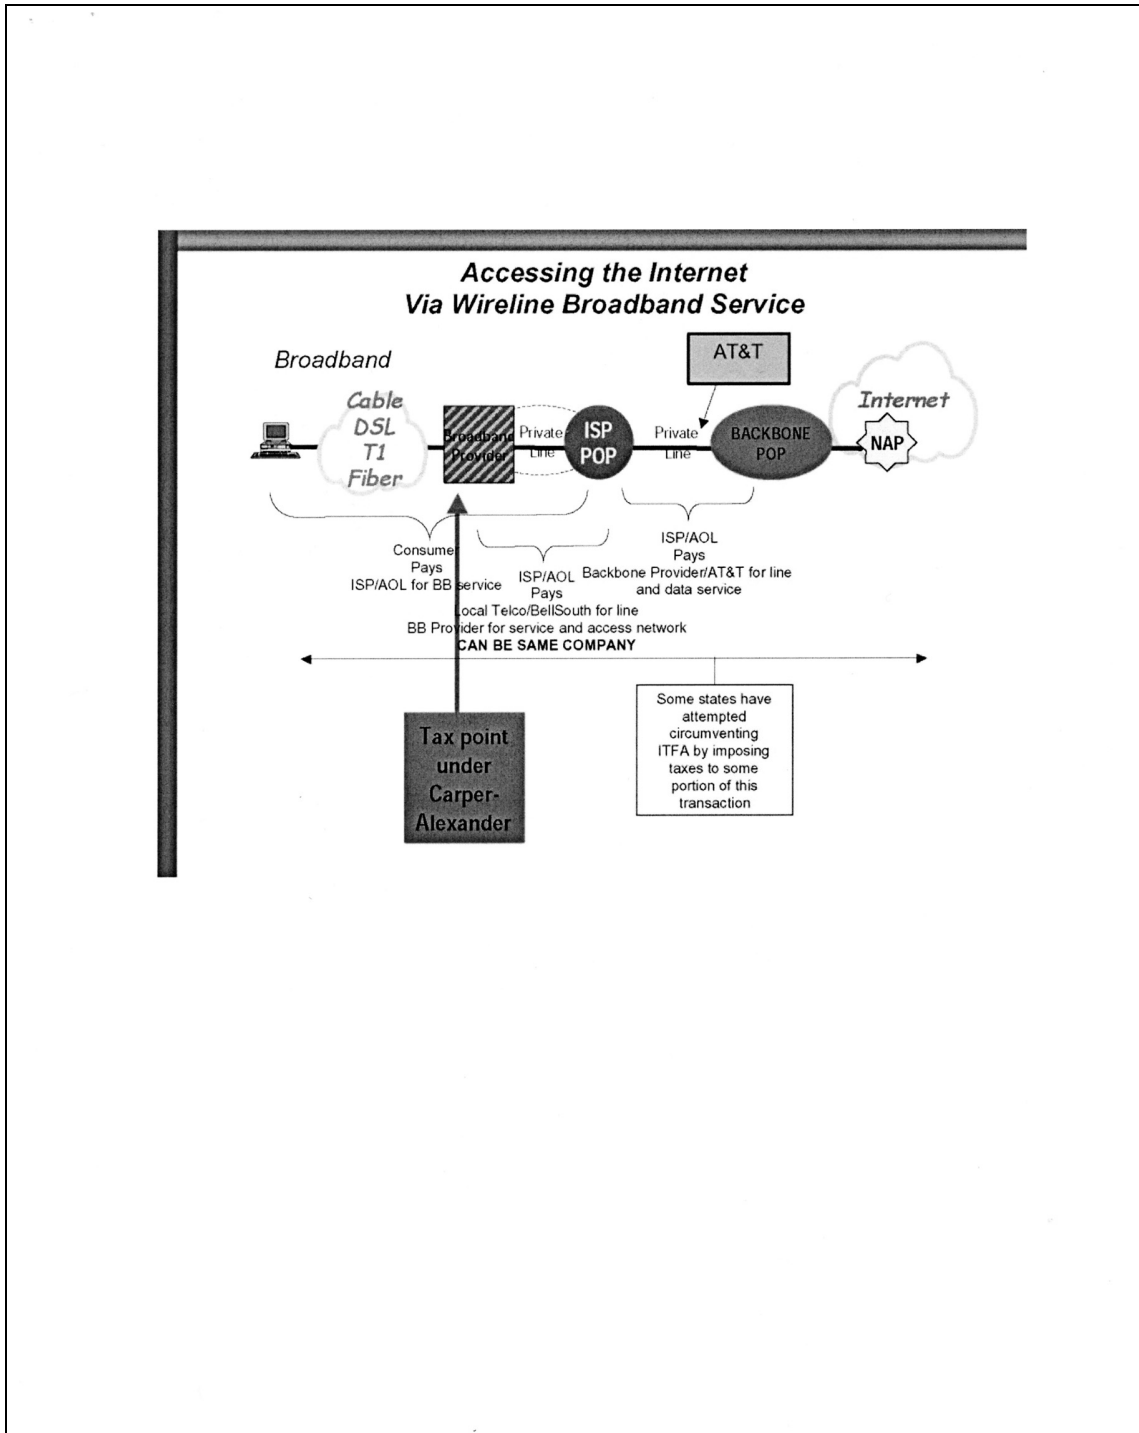 Accessing the Internet
Via Wireline Broadband Service
AT&T
Broadband
Cable
DSL
T1
Fiber
Broadband
Provider
Private
Line
ISP
POP
Private
Line
BACKBONE
POP
Internet
NAP
Consume
Pays
ISP/AOL for BB service
ISP/AOL
Pays
Local Telco/BellSouth for line
BB Provider for service and access network
CAN BE SAME COMPANY
ISP/AOL
Pays
Backbone Provider/AT&T for line
and data service
Tax point
under
Carper-
Alexander
Some states have
attempted
circumventing
ITFA by imposing
taxes to some
portion of this
transaction